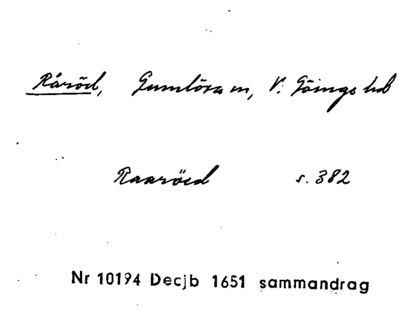 Råröd, Gumlösa sn, V. Göinge hd
Raaröed s. 382
Nr 10194 Decjb 1651 sammandrag